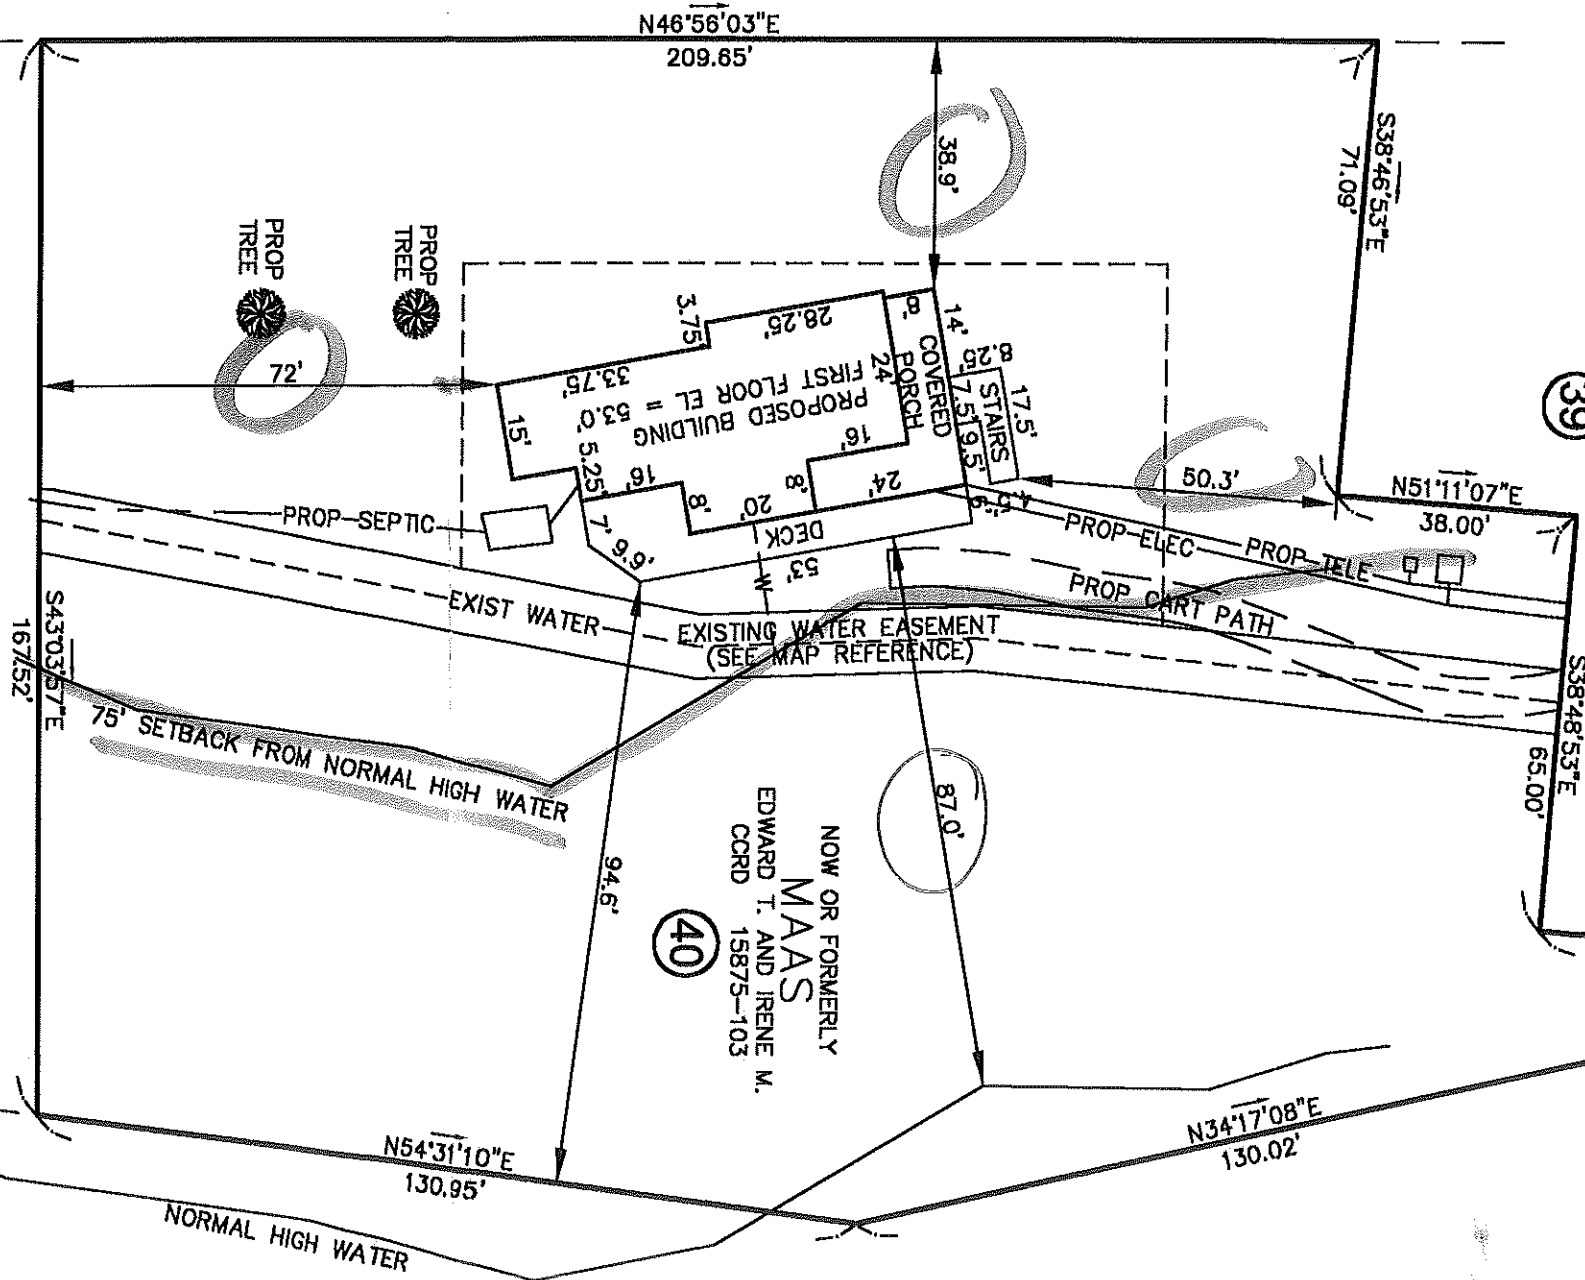 N46°56'03"E
209.65'
S38°46'53"E
71.09'
39
N51°11'07"E
38.00'
S38°48'53"E
65.00'
38.9'
PROP
TREE
PROP
TREE
72'
8'
14'
COVERED
PORCH
24'
8.25'
7.5'
STAIRS
17.5'
9.5'
4.5'
6'
28.25'
3.75'
33.75'
PROPOSED BUILDING
FIRST FLOOR EL = 53.0'
15'
5.25'
16'
8'
20'
8'
16'
24'
7'
9.9'
DECK
53'
W
50.3'
PROP SEPTIC
PROP ELEC
PROP TELE
PROP CART PATH
EXIST WATER
EXISTING WATER EASEMENT
(SEE MAP REFERENCE)
S43°03'57"E
167.52'
75' SETBACK FROM NORMAL HIGH WATER
94.6'
87.0'
NOW OR FORMERLY
MAAS
EDWARD T. AND IRENE M.
CCRD 15875-103
40
N54°31'10"E
130.95'
N34°17'08"E
130.02'
NORMAL HIGH WATER